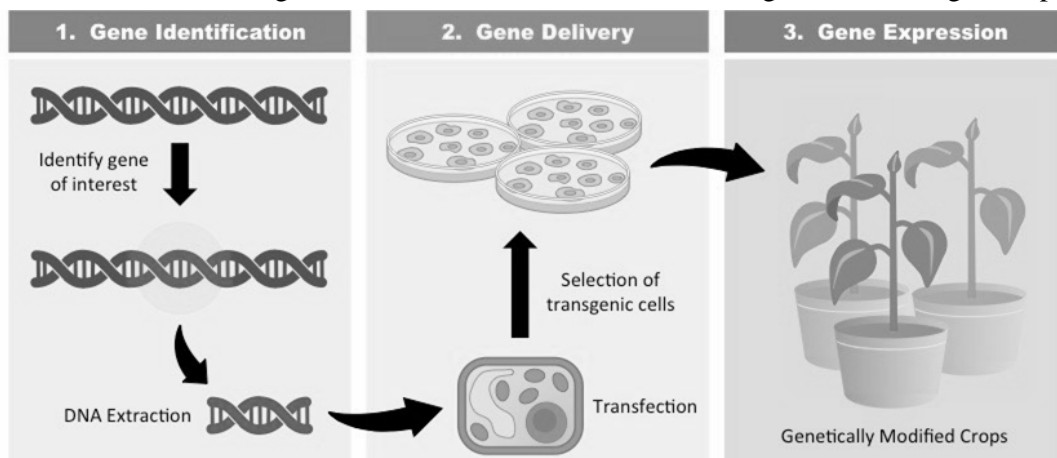 1. Gene Identification
2. Gene Delivery
3. Gene Expression
Identify gene
of interest
DNA Extraction
Selection of
transgenic cells
Transfection
Genetically Modified Crops